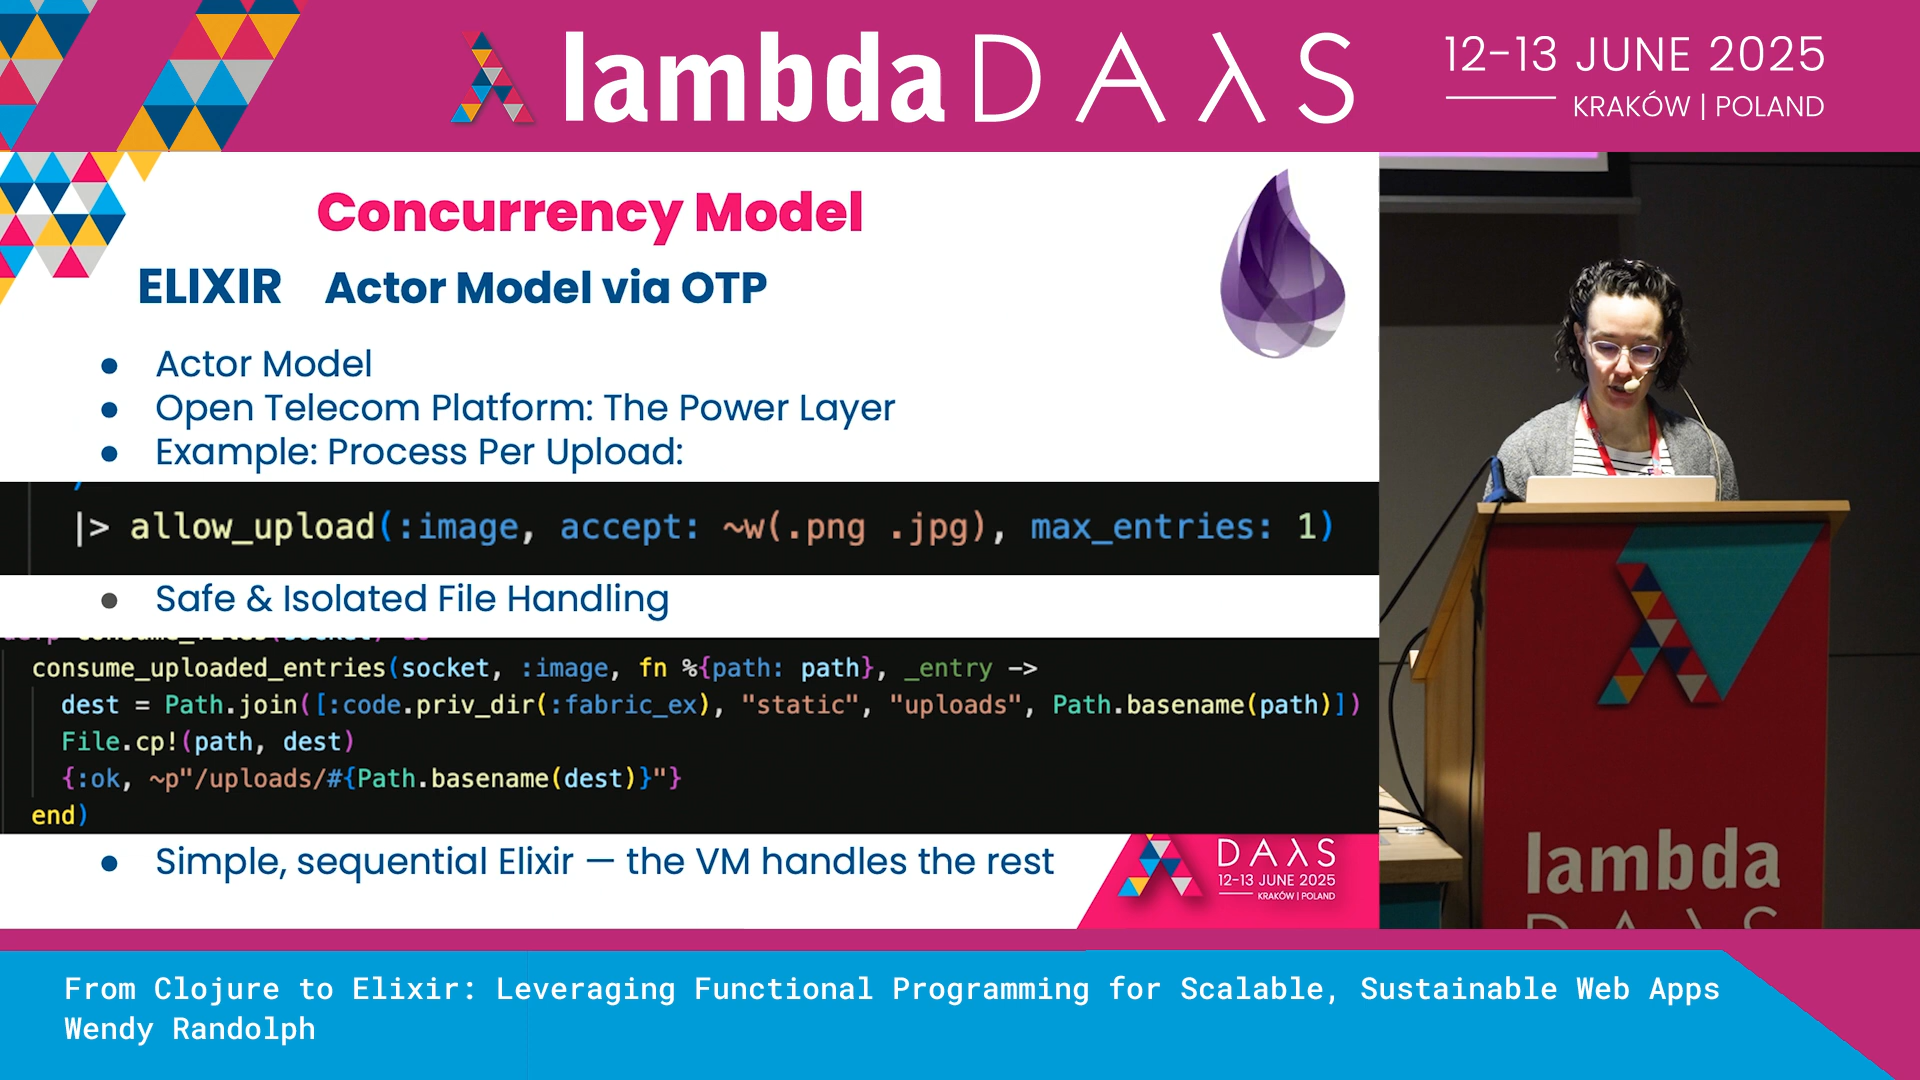 lambda DAλS
12-13 JUNE 2025
KRAKÓW | POLAND
Concurrency Model
ELIXIR Actor Model via OTP
● Actor Model
● Open Telecom Platform: The Power Layer
● Example: Process Per Upload:
|> allow_upload(:image, accept: ~w(.png .jpg), max_entries: 1)
● Safe & Isolated File Handling
consume_uploaded_entries(socket, :image, fn %{path: path}, _entry ->
dest = Path.join([:code.priv_dir(:fabric_ex), "static", "uploads", Path.basename(path)])
File.cp!(path, dest)
{:ok, ~p"/uploads/#{Path.basename(dest)}"}
end)
● Simple, sequential Elixir — the VM handles the rest
DAλS
12-13 JUNE 2025
KRAKÓW | POLAND
lambda
DAλS
From Clojure to Elixir: Leveraging Functional Programming for Scalable, Sustainable Web Apps
Wendy Randolph